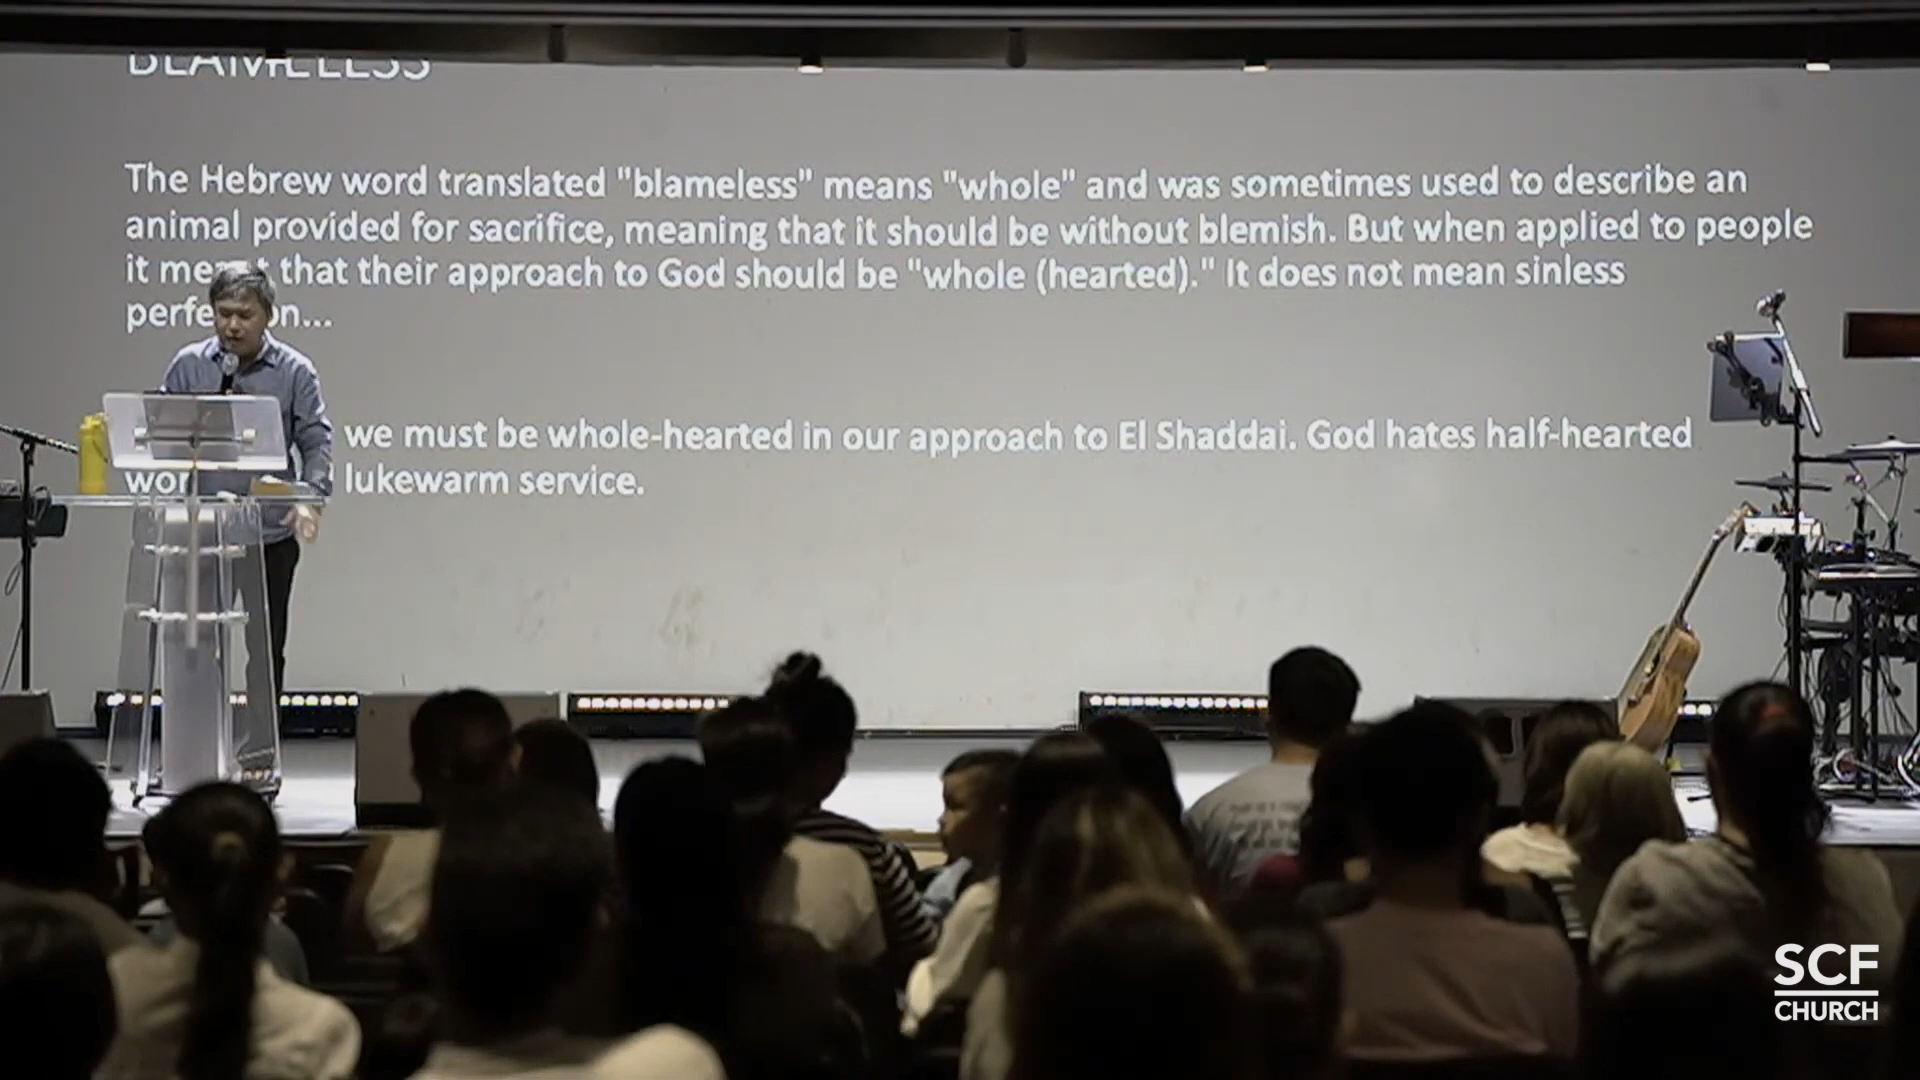 BLAMELESS
The Hebrew word translated "blameless" means "whole" and was sometimes used to describe an
animal provided for sacrifice, meaning that it should be without blemish. But when applied to people
it that their approach to God should be "whole (hearted)." It does not mean sinless
we must be whole-hearted in our approach to El Shaddai. God hates half-hearted
lukewarm service.
SCF
CHURCH